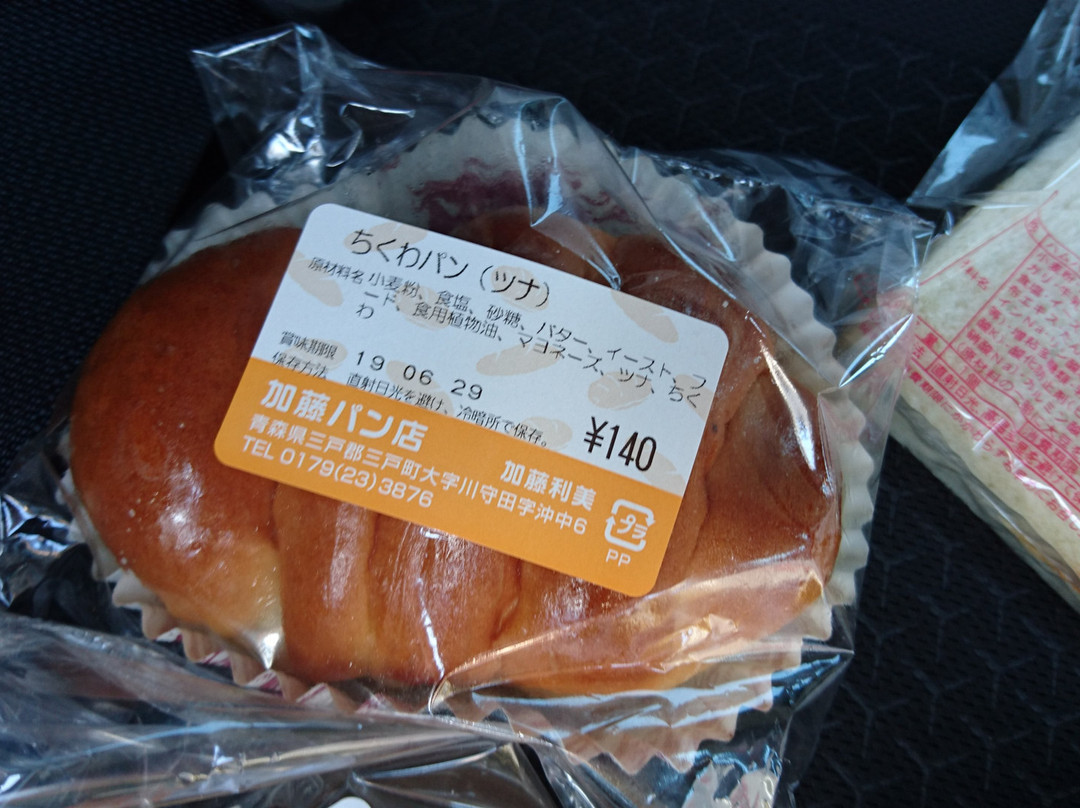 ちくわパン（ツナ）
原材料名 小麦粉、食塩、砂糖、バター、イースト、フ
ード、食用植物油、マヨネーズ、ツナ、ちく
わ
賞味期限 19 06 29
保存方法 直射日光を避け、冷暗所で保存。
¥140
加藤パン店 加藤利美
青森県三戸郡三戸町大字川守田字沖中6
TEL 0179(23)3876
プラ
PP